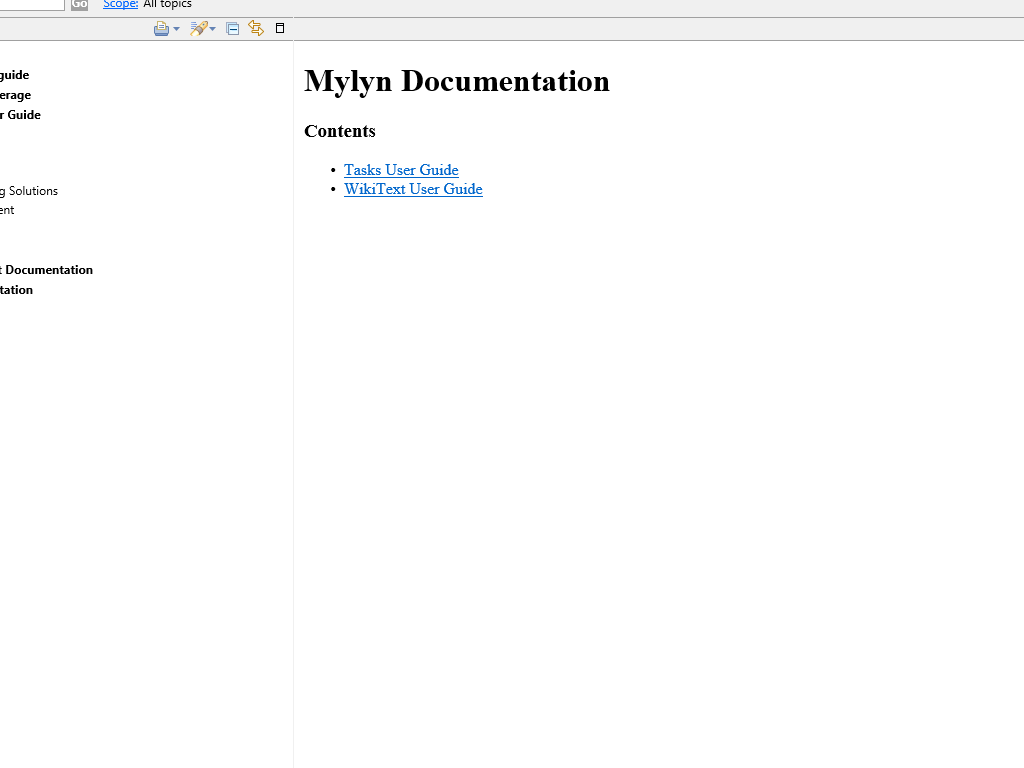 Go Scope: All topics
guide
erage
r Guide
g Solutions
ent
t Documentation
tation
Mylyn Documentation
Contents
• Tasks User Guide
• WikiText User Guide